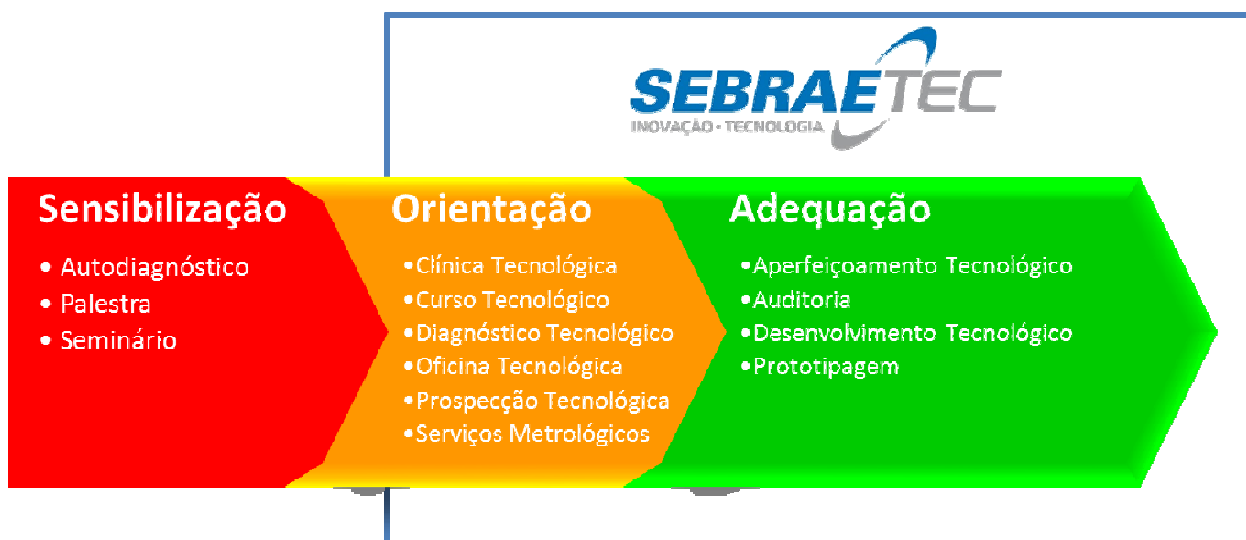 SEBRAETEC
INOVAÇÃO • TECNOLOGIA
Sensibilização
• Autodiagnóstico
• Palestra
• Seminário
Orientação
•Clínica Tecnológica
•Curso Tecnológico
•Diagnóstico Tecnológico
•Oficina Tecnológica
•Prospecção Tecnológica
•Serviços Metrológicos
Adequação
•Aperfeiçoamento Tecnológico
•Auditoria
•Desenvolvimento Tecnológico
•Prototipagem